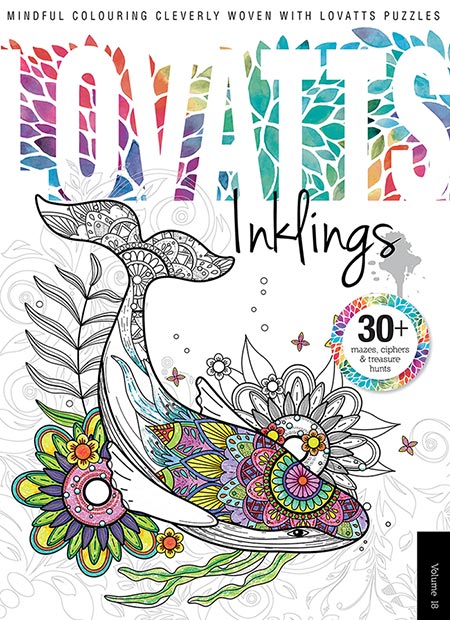 MINDFUL COLOURING CLEVERLY WOVEN WITH LOVATTS PUZZLES
LOVATTS
Inklings
30+
mazes, ciphers
& treasure
hunts
Volume 18